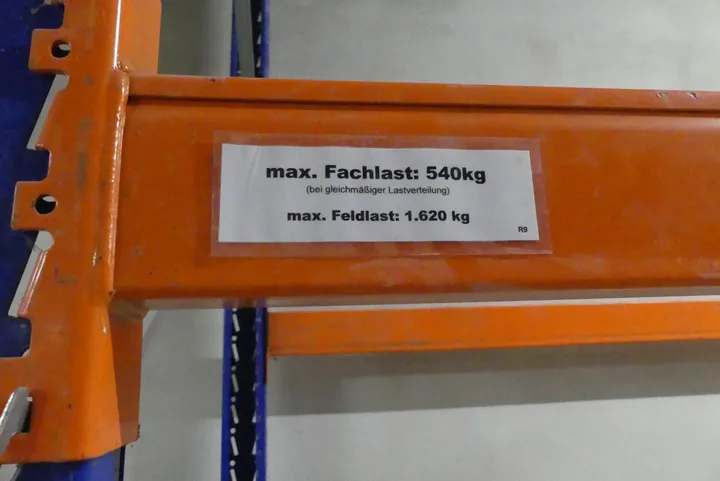 max. Fachlast: 540kg
(bei gleichmäßiger Lastverteilung)
max. Feldlast: 1.620 kg
R9